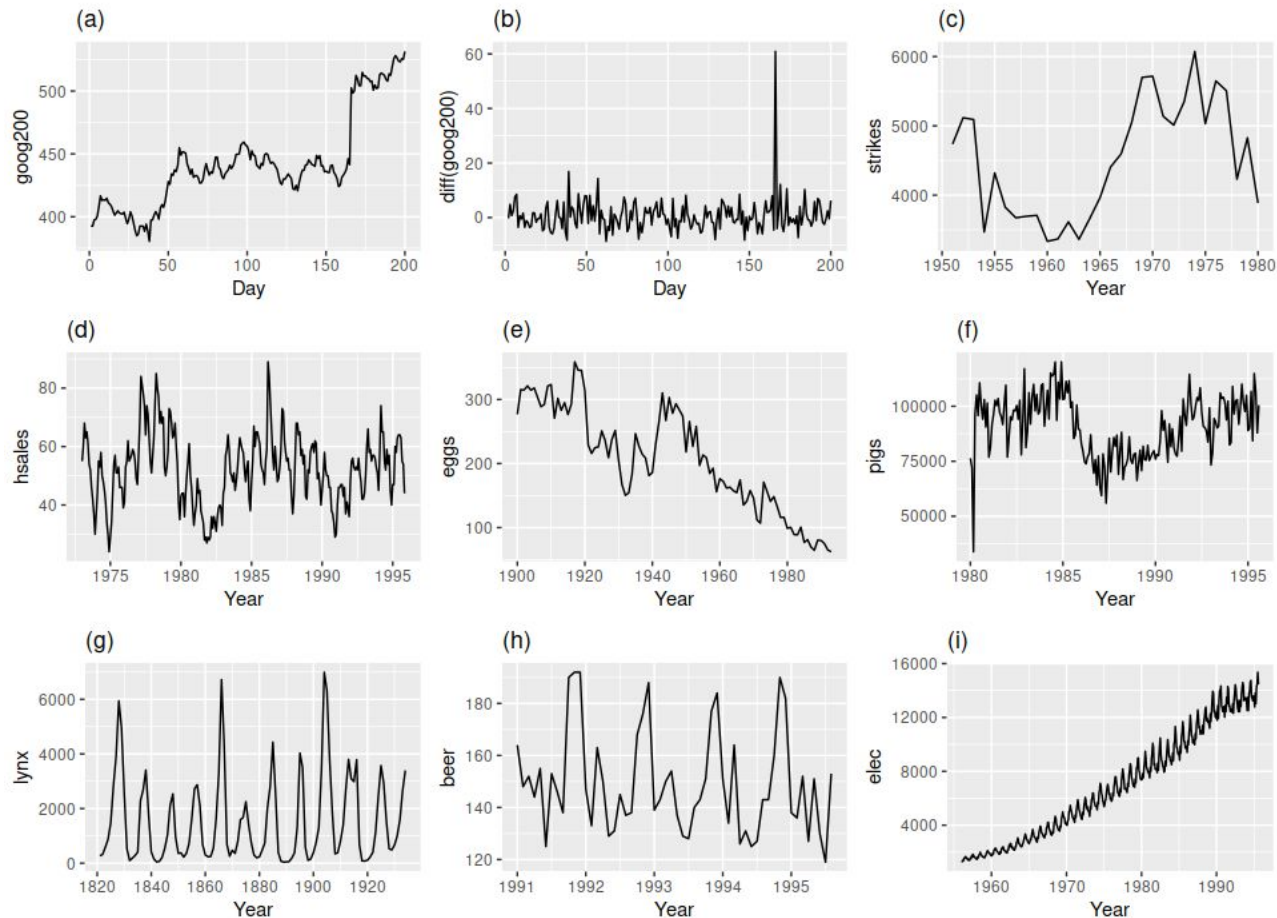 (a)
goog200
500
450
400
0
50
100
150
200
Day
(b)
diff(goog200)
60
40
20
0
0
50
100
150
200
Day
(c)
strikes
6000
5000
4000
1950
1955
1960
1965
1970
1975
1980
Year
(d)
hsales
80
60
40
1975
1980
1985
1990
1995
Year
(e)
eggs
300
200
100
1900
1920
1940
1960
1980
Year
(f)
pigs
100000
75000
50000
1980
1985
1990
1995
Year
(g)
lynx
6000
4000
2000
0
1820
1840
1860
1880
1900
1920
Year
(h)
beer
180
160
140
120
1991
1992
1993
1994
1995
Year
(i)
elec
16000
12000
8000
4000
1960
1970
1980
1990
Year